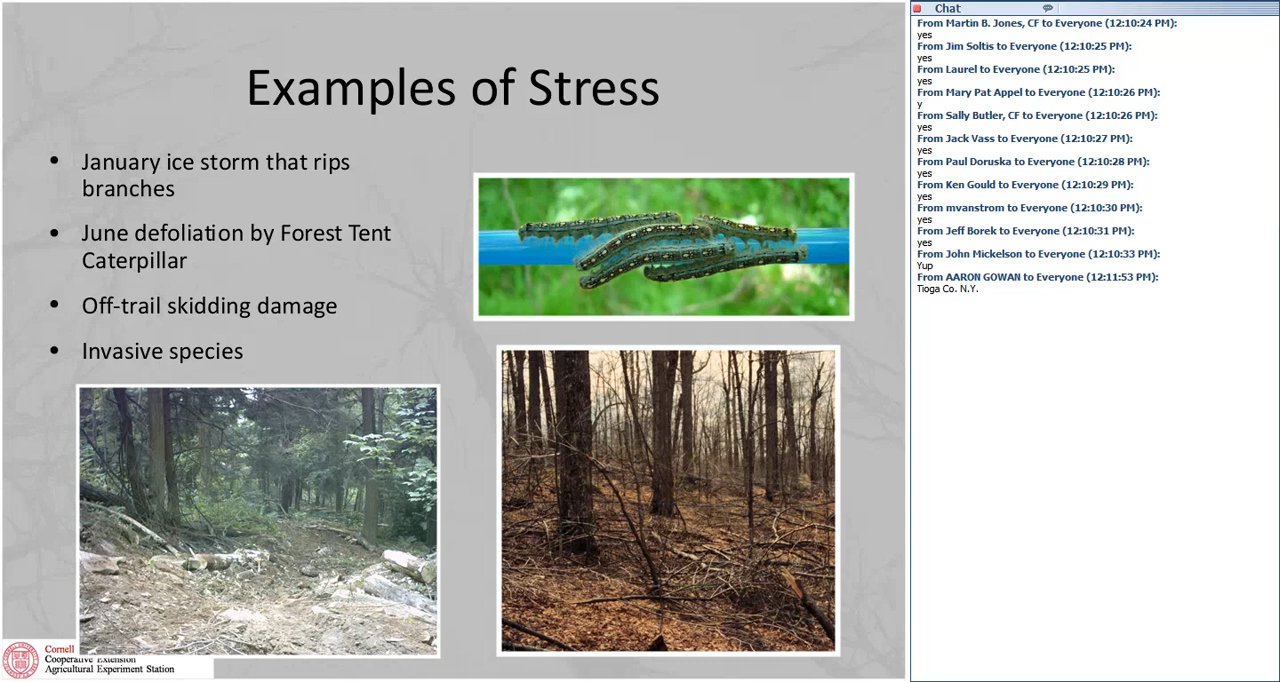 Examples of Stress
• January ice storm that rips
branches
• June defoliation by Forest Tent
Caterpillar
• Off-trail skidding damage
• Invasive species
Cornell
Cooperative Extension
Agricultural Experiment Station
Chat
From Martin B. Jones, CF to Everyone (12:10:24 PM):
yes
From Jim Soltis to Everyone (12:10:25 PM):
yes
From Laurel to Everyone (12:10:25 PM):
yes
From Mary Pat Appel to Everyone (12:10:26 PM):
y
From Sally Butler, CF to Everyone (12:10:26 PM):
yes
From Jack Vass to Everyone (12:10:27 PM):
yes
From Paul Doruska to Everyone (12:10:28 PM):
yes
From Ken Gould to Everyone (12:10:29 PM):
yes
From mvanstrom to Everyone (12:10:30 PM):
yes
From Jeff Borek to Everyone (12:10:31 PM):
yes
From John Mickelson to Everyone (12:10:33 PM):
Yup
From AARON GOWAN to Everyone (12:11:53 PM):
Tioga Co. N.Y.